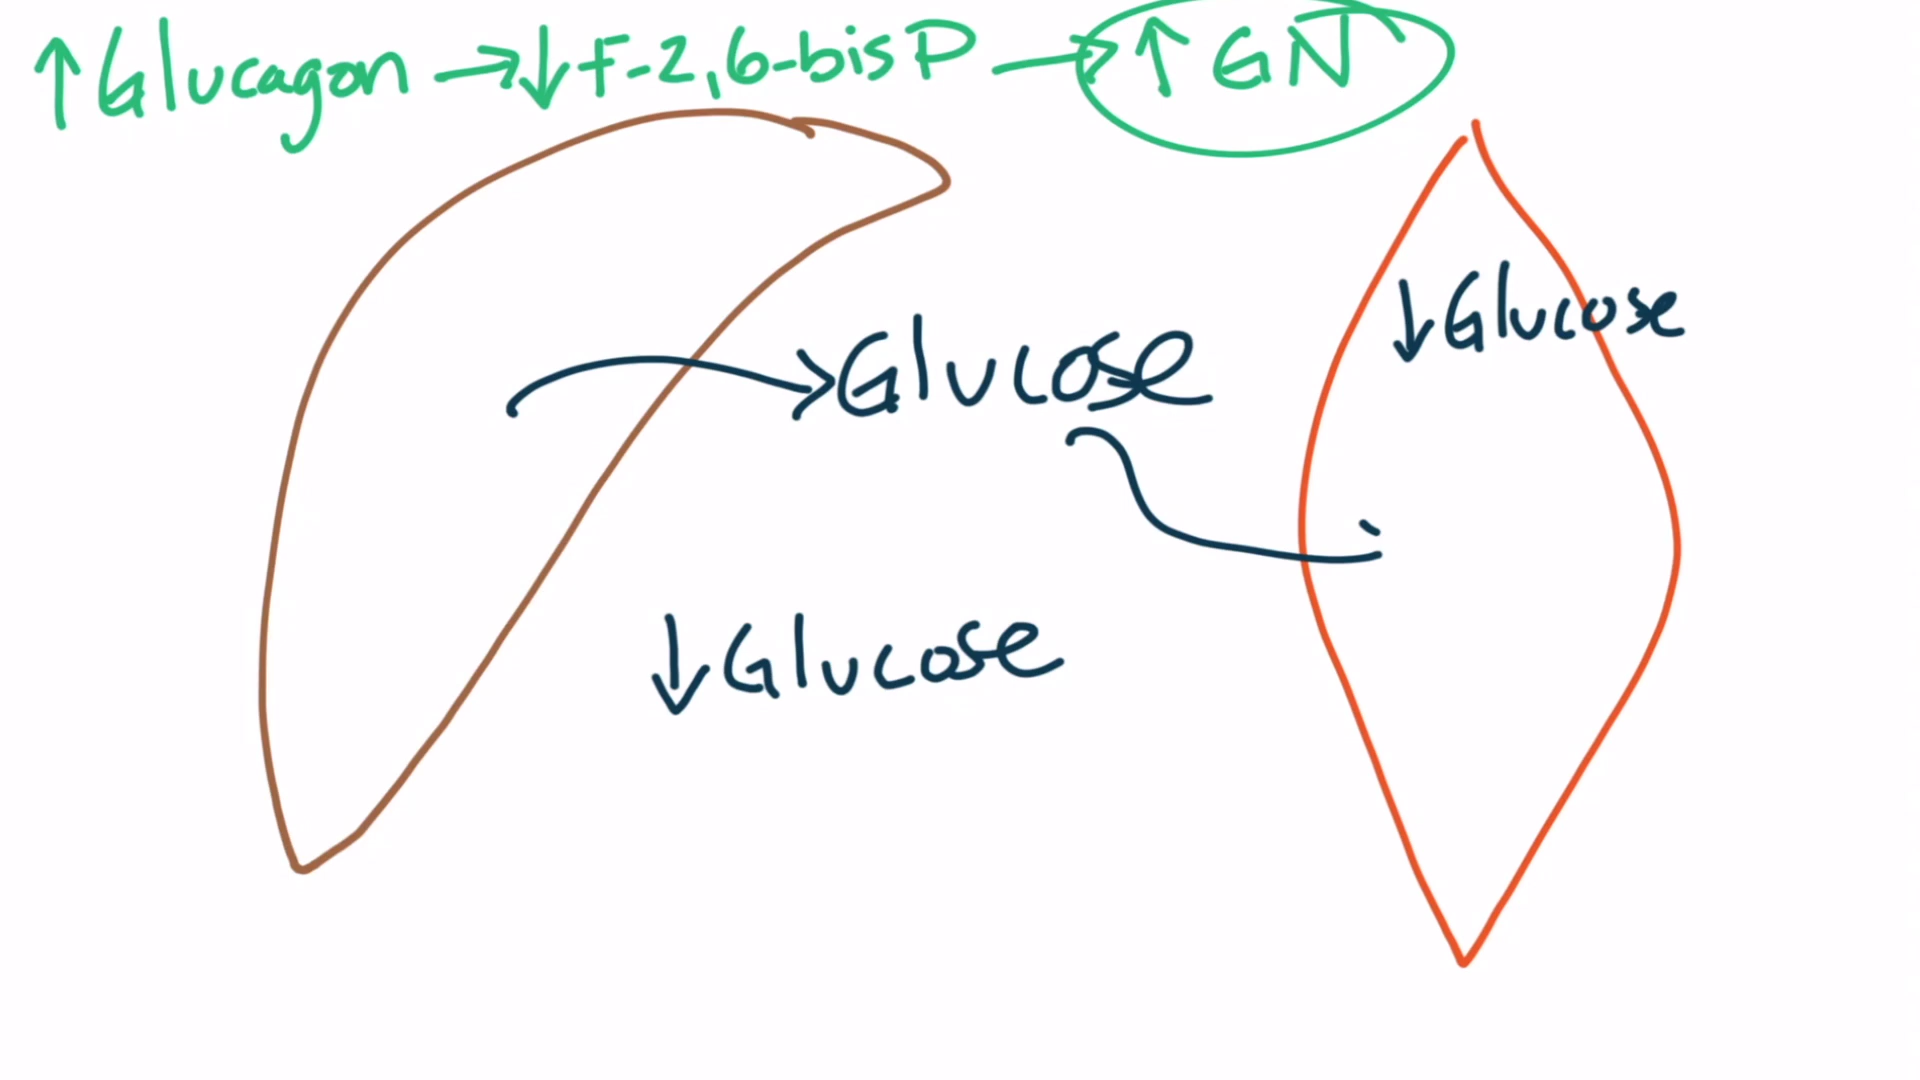 ↑Glucagon → ↓F-2,6-bisP → ↑GN
↓Glucose
Glucose
↓Glucose